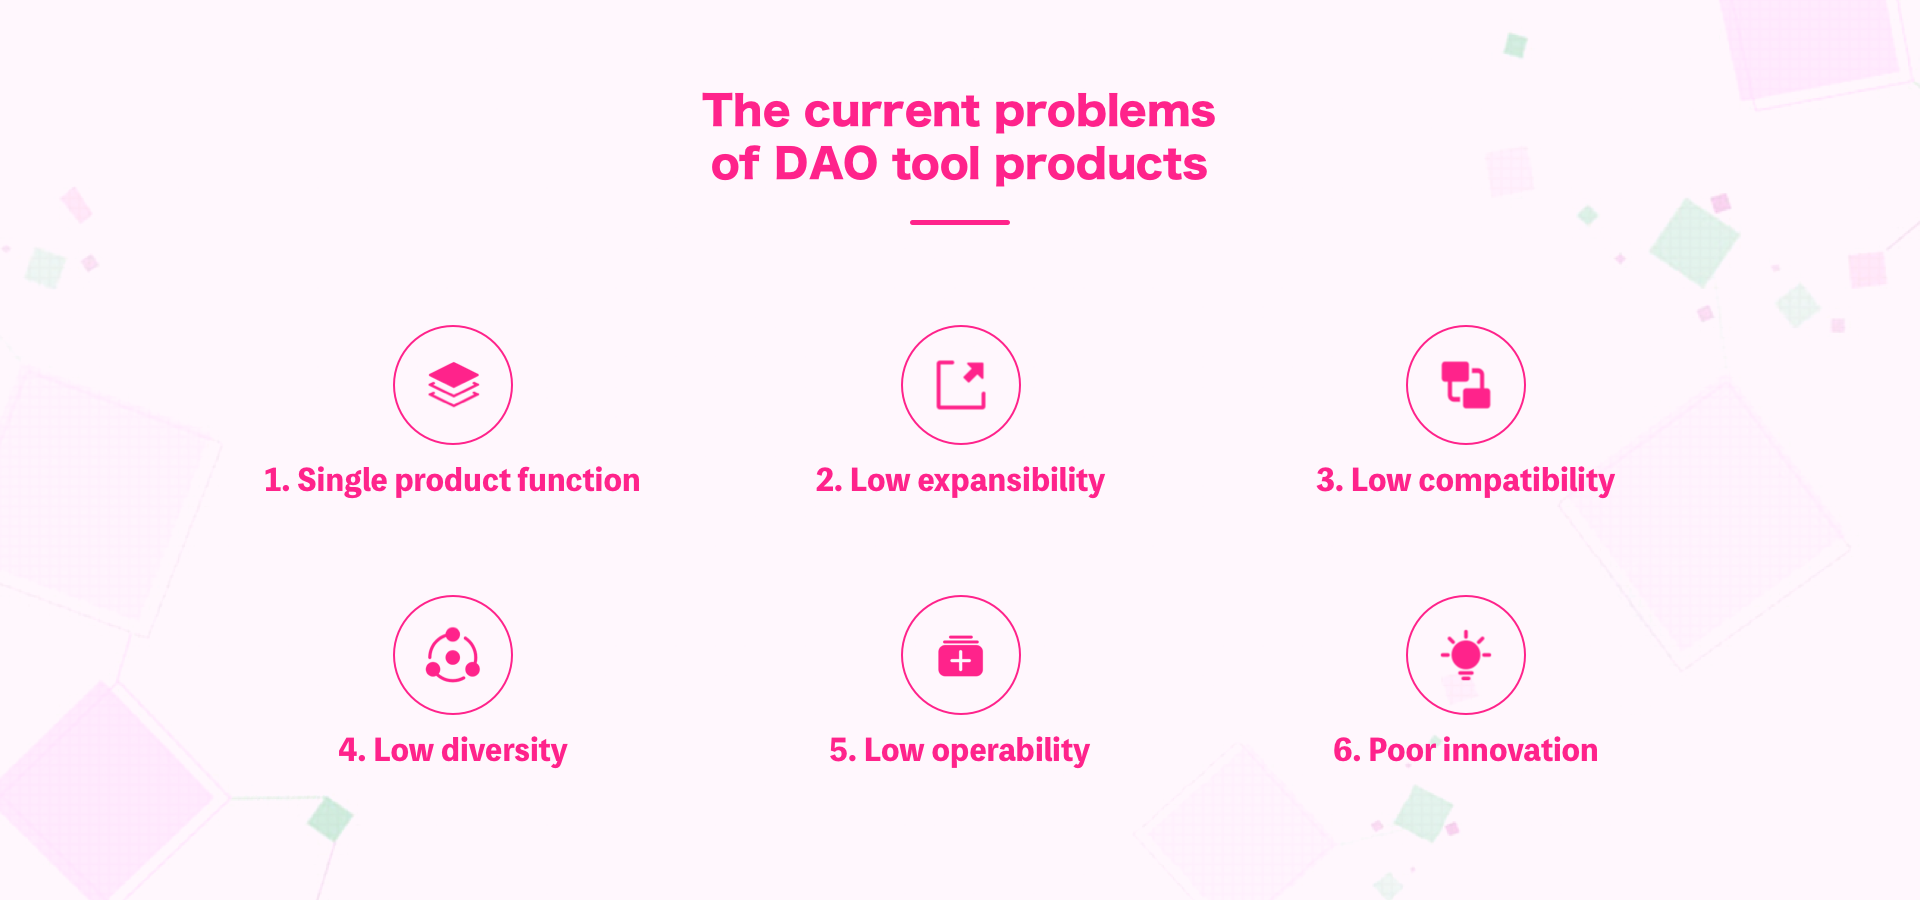 The current problems
of DAO tool products
1. Single product function
2. Low expansibility
3. Low compatibility
4. Low diversity
5. Low operability
6. Poor innovation